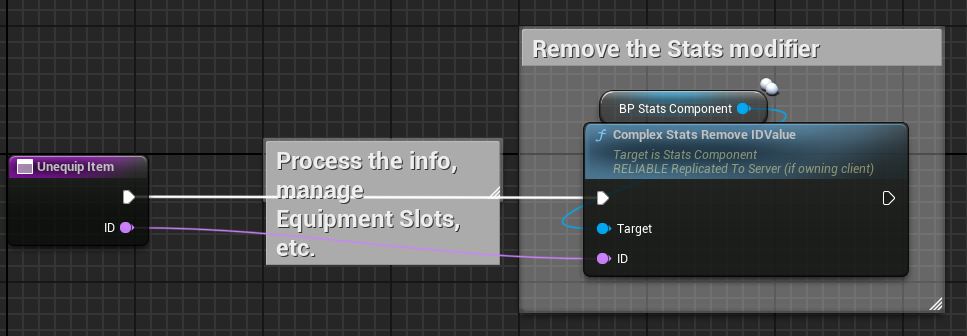 Remove the Stats modifier
BP Stats Component
Complex Stats Remove IDValue
Target is Stats Component
RELIABLE Replicated To Server (if owning client)
Target
ID
Process the info,
manage
Equipment Slots,
etc.
Unequip Item
ID